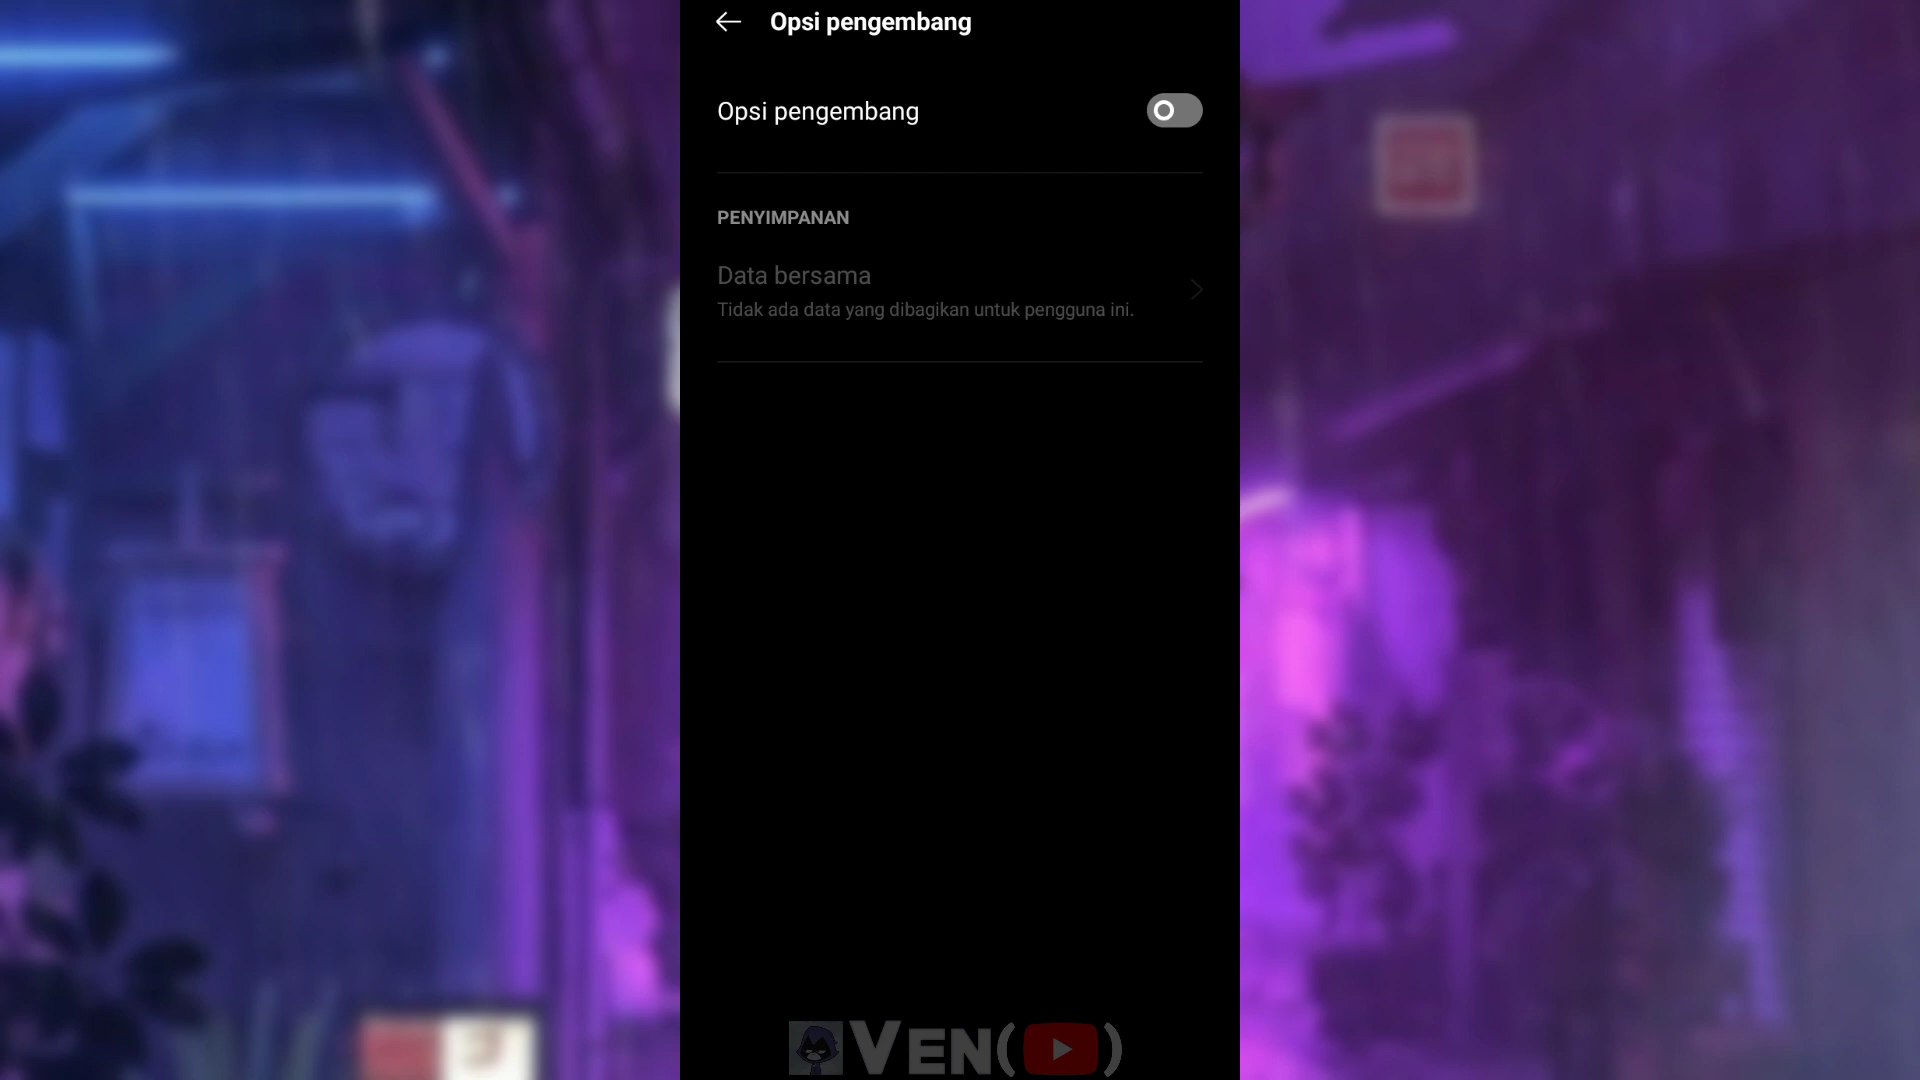 Opsi pengembang
Opsi pengembang
PENYIMPANAN
Data bersama
Tidak ada data yang dibagikan untuk pengguna ini.
VEN( )